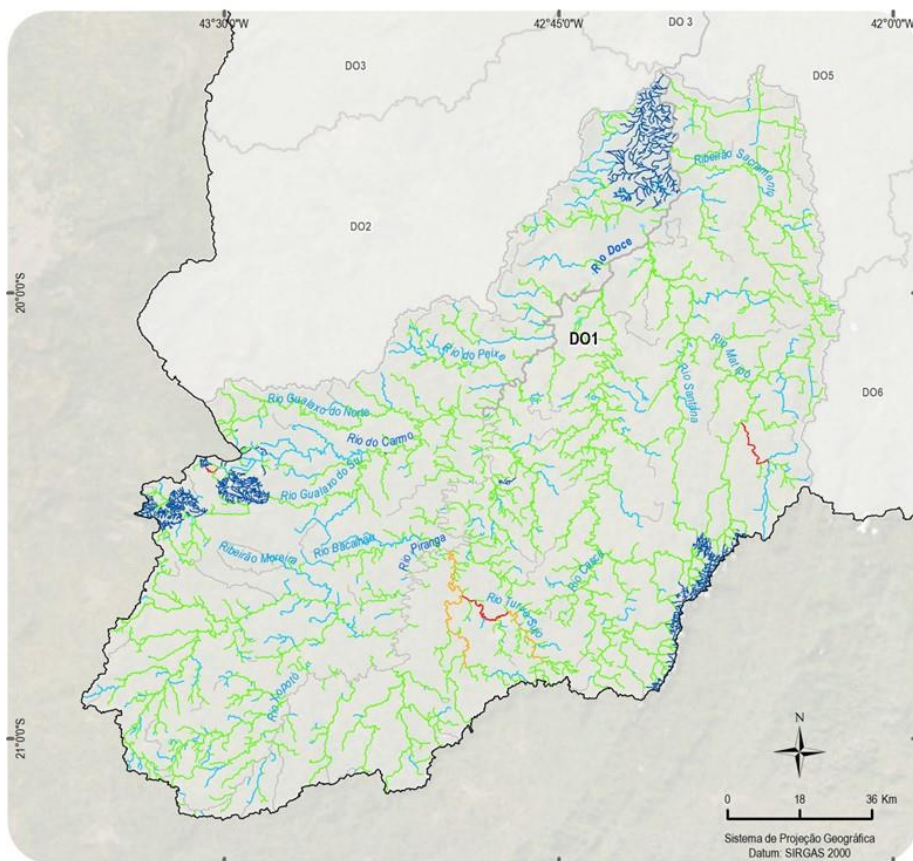 43°30'0"W
42°45'0"W
42°0'0"W
DO 3
DO3
DO5
Ribeirão Sacramento
DO2
Rio Doce
20°0'0"S
DO1
Rio do Peixe
Rio Matipó
Rio Santana
DO6
Rio Gualaxo do Norte
Rio do Carmo
Rio Gualaxo do Sul
Ribeirão Moreira
Rio Bacalhau
Rio Piranga
Rio Casca
Rio Turvo Sujo
Rio Xopotó
21°0'0"S
N
0 18 36 Km
Sistema de Projeção Geográfica
Datum: SIRGAS 2000